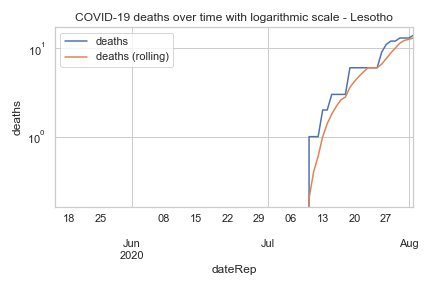 COVID-19 deaths over time with logarithmic scale - Lesotho
deaths
deaths (rolling)
10¹
10⁰
deaths
18 25 08 15 22 29 06 13 20 27
Jun Jul Aug
2020
dateRep